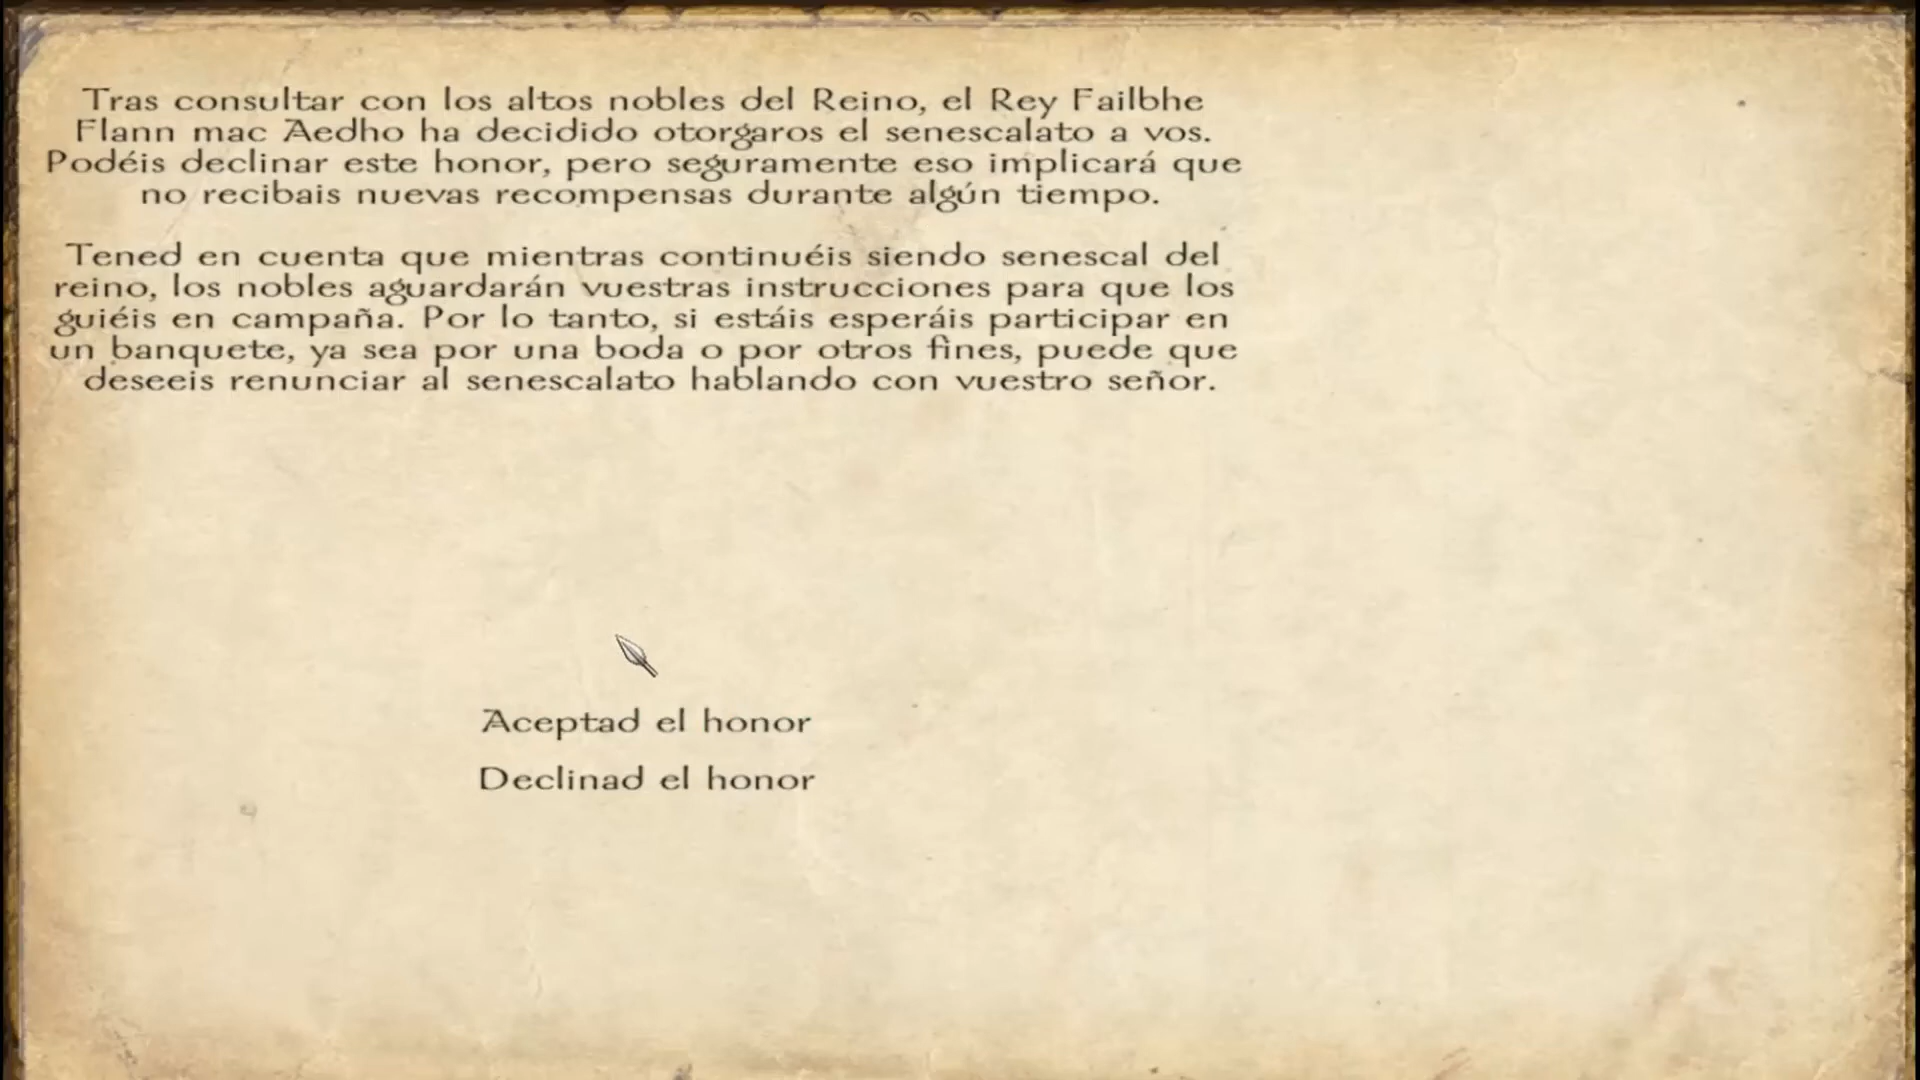 Tras consultar con los altos nobles del Reino, el Rey Failbhe
Flann mac Aedho ha decidido otorgaros el senescalato a vos.
Podéis declinar este honor, pero seguramente eso implicará que
no recibais nuevas recompensas durante algún tiempo.
Tened en cuenta que mientras continuéis siendo senescal del
reino, los nobles aguardarán vuestras instrucciones para que los
guiéis en campaña. Por lo tanto, si estáis esperáis participar en
un banquete, ya sea por una boda o por otros fines, puede que
deseeis renunciar al senescalato hablando con vuestro señor.
Aceptad el honor
Declinad el honor